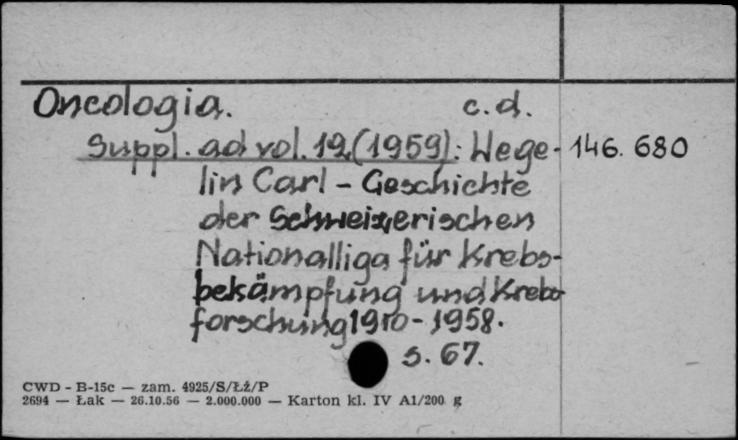 Oncologia. c.d.
Suppl. ad vol. 12 (1959): Wege- 146.680
lin Carl - Geschichte
der Schweizerischen
Nationalliga für Krebs-
bekämpfung und Krebs
forschung 1910-1958.
s. 67.
CWD - B-15c — zam. 4925/S/ŁŻ/P
2694 — Łak — 26.10.56 — 2.000.000 — Karton kl. IV A1/200 g